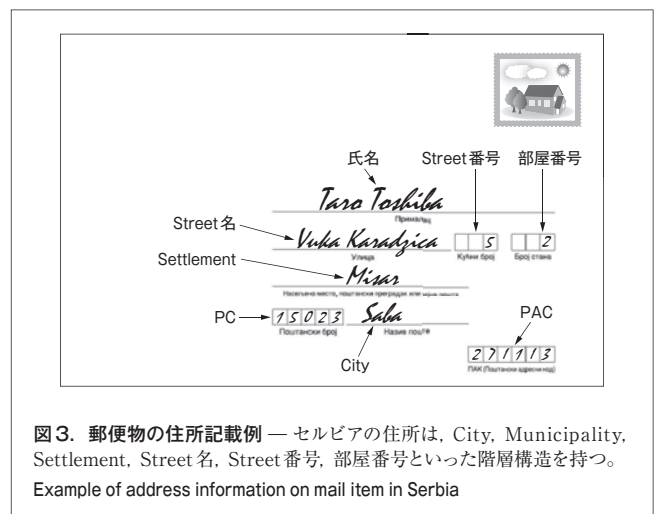 氏名 Street番号 部屋番号
Taro Toshiba
Прималац
Street名 Vuka Karadzica 5 2
Улица Кућни број Број стана
Settlement Misar
Насељено место, поштански преградак или војна пошта
PC 15023 Saba PAC
Поштански број Назив поште
City 271113
ПАК (Поштански адресни код)
図3. 郵便物の住所記載例 — セルビアの住所は, City, Municipality,
Settlement, Street名, Street番号, 部屋番号といった階層構造を持つ。
Example of address information on mail item in Serbia